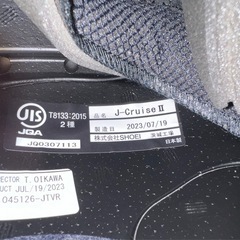 JIS
JQA
T8133:2015
2種
JQ0307113
品名 J-Cruise Ⅱ
製造日 2023/07/19
株式会社SHOEI 茨城工場
日本製
ECTOR T. OIKAWA
UCT JUL/19/2023
045126-JTVR